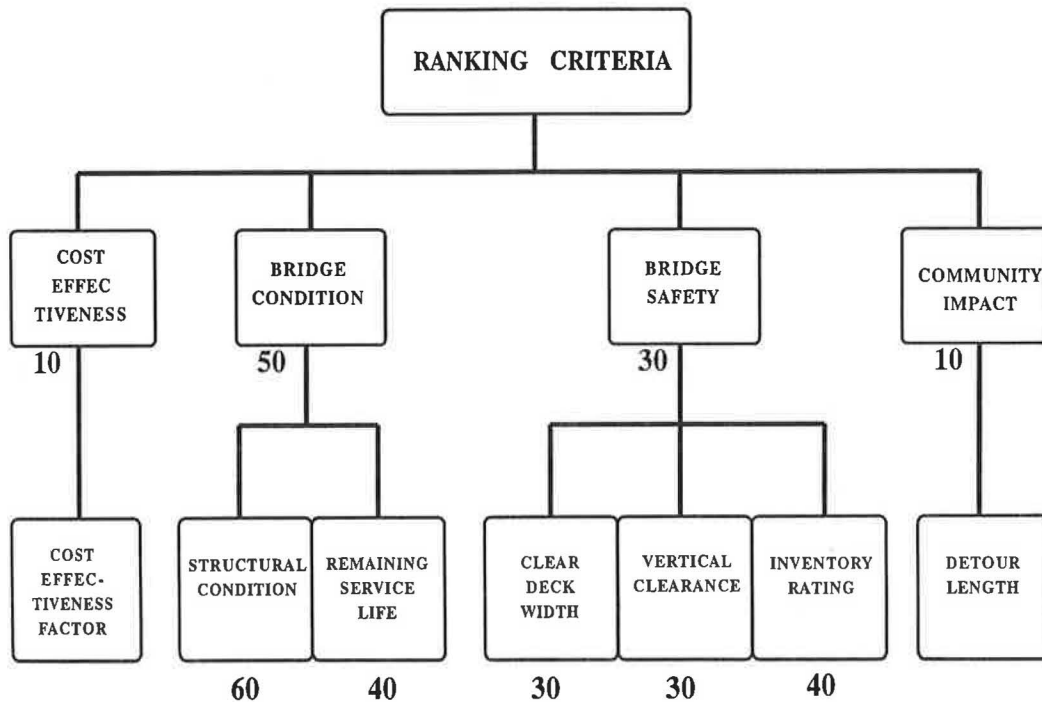 RANKING CRITERIA
COST
EFFEC
TIVENESS
BRIDGE
CONDITION
BRIDGE
SAFETY
COMMUNITY
IMPACT
10
50
30
10
COST
EFFEC-
TIVENESS
FACTOR
STRUCTURAL
CONDITION
REMAINING
SERVICE
LIFE
CLEAR
DECK
WIDTH
VERTICAL
CLEARANCE
INVENTORY
RATING
DETOUR
LENGTH
60
40
30
30
40